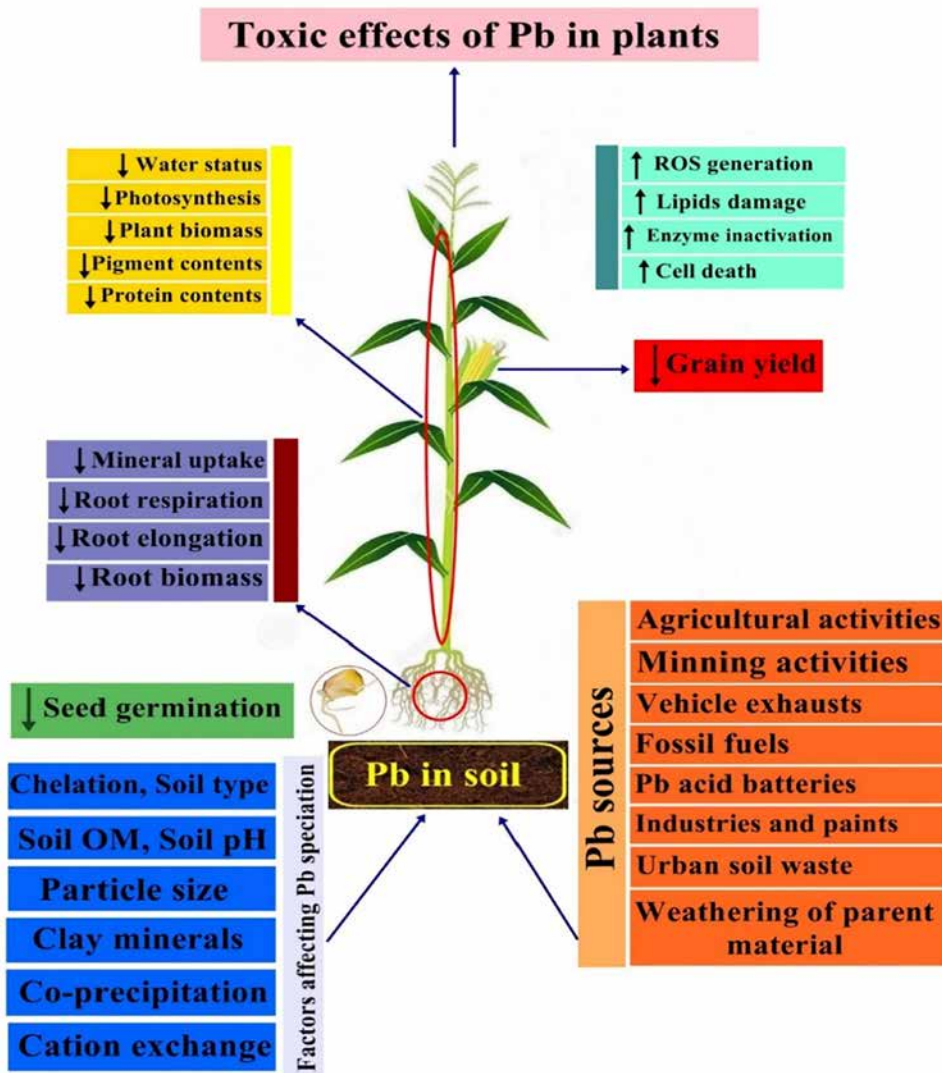 Toxic effects of Pb in plants
↓ Water status
↓ Photosynthesis
↓ Plant biomass
↓ Pigment contents
↓ Protein contents
↑ ROS generation
↑ Lipids damage
↑ Enzyme inactivation
↑ Cell death
↓ Grain yield
↓ Mineral uptake
↓ Root respiration
↓ Root elongation
↓ Root biomass
↓ Seed germination
Pb in soil
Chelation, Soil type
Soil OM, Soil pH
Particle size
Clay minerals
Co-precipitation
Cation exchange
Factors affecting Pb speciation
Pb sources
Agricultural activities
Minning activities
Vehicle exhausts
Fossil fuels
Pb acid batteries
Industries and paints
Urban soil waste
Weathering of parent
material